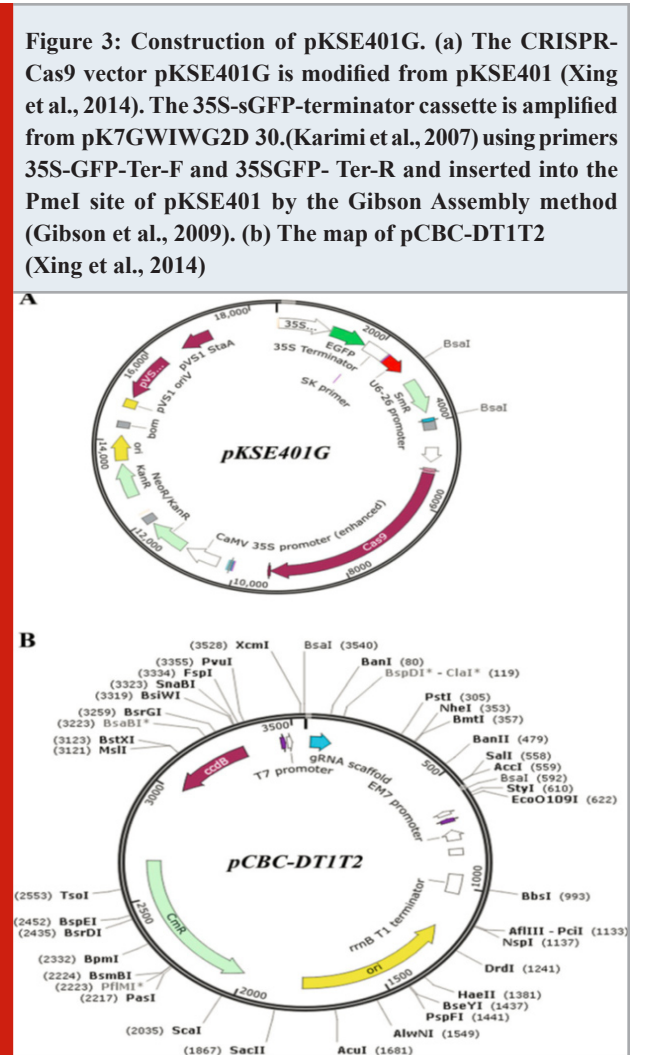 Figure 3: Construction of pKSE401G. (a) The CRISPR-
Cas9 vector pKSE401G is modified from pKSE401 (Xing
et al., 2014). The 35S-sGFP-terminator cassette is amplified
from pK7GWIWG2D 30.(Karimi et al., 2007) using primers
35S-GFP-Ter-F and 35SGFP- Ter-R and inserted into the
PmeI site of pKSE401 by the Gibson Assembly method
(Gibson et al., 2009). (b) The map of pCBC-DT1T2
(Xing et al., 2014)
A
18,000
35S...
2000
EGFP
35S Terminator
BsaI
pVS1 StaA
16,000
pVS...
SK primer
U6-26 promoter
SmR
4000
BsaI
pVS1 oriV
bom
14,000
ori
pKSE401G
KanR
NeoR/KanR
6000
12,000
CaMV 35S promoter (enhanced)
Cas9
10,000
8000
B
(3528) XcmI
BsaI (3540)
(3355) PvuI
BanI (80)
(3334) FspI
BspDI* - ClaI* (119)
(3323) SnaBI
(3319) BsiWI
PstI (305)
(3259) BsrGI
NheI (353)
(3223) BsaBI*
BmtI (357)
(3123) BstXI
(3121) MslI
BanII (479)
3500
SalI (558)
AccI (559)
BsaI (592)
StyI (610)
EcoO109I (622)
ccdB
T7 promoter
gRNA scaffold
500
EM7 promoter
3000
pCBC-DT1T2
1000
(2553) TsoI
BbsI (993)
2500
(2452) BspEI
(2435) BsrDI
CmR
rrnB T1 terminator
AflIII - PciI (1133)
NspI (1137)
(2332) BpmI
DrdI (1241)
(2224) BsmBI
(2223) PflMI*
(2217) PasI
ori
1500
2000
HaeII (1381)
BseYI (1437)
PspFI (1441)
(2035) ScaI
AlwNI (1549)
(1867) SacII
AcuI (1681)